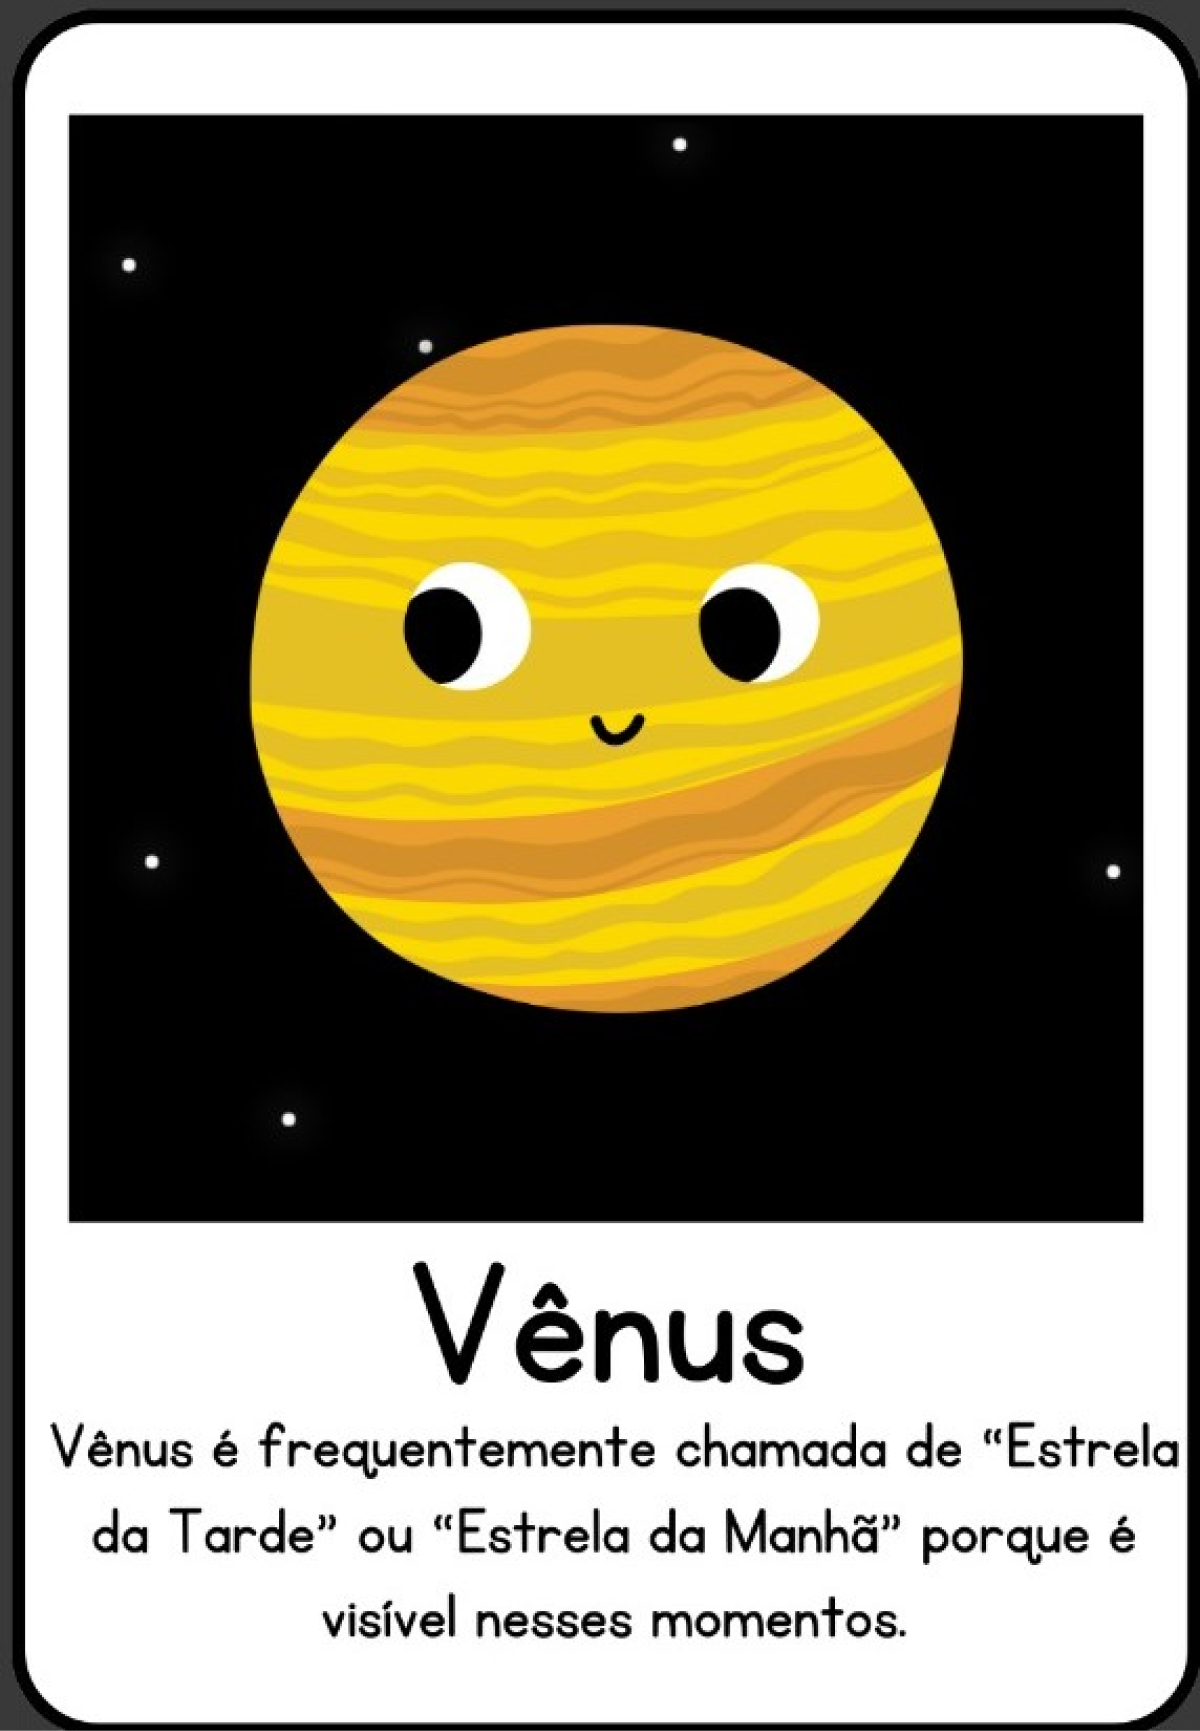 Vênus
Vênus é frequentemente chamada de “Estrela
da Tarde” ou “Estrela da Manhã” porque é
visível nesses momentos.